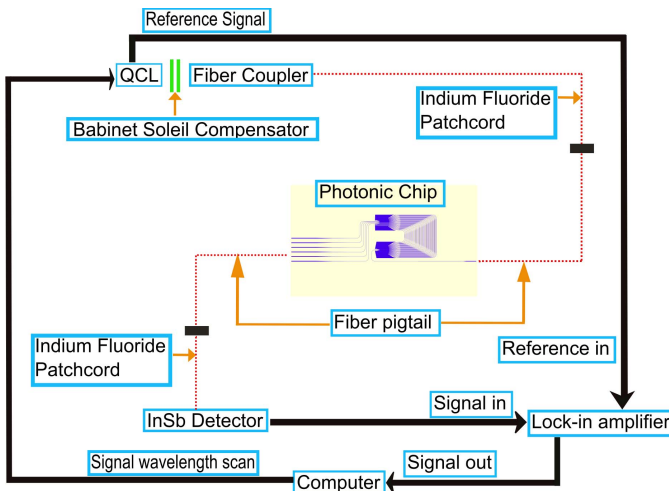 Reference Signal
QCL
Fiber Coupler
Babinet Soleil Compensator
Indium Fluoride
Patchcord
Photonic Chip
Fiber pigtail
Indium Fluoride
Patchcord
Reference in
InSb Detector
Signal in
Lock-in amplifier
Signal wavelength scan
Computer
Signal out